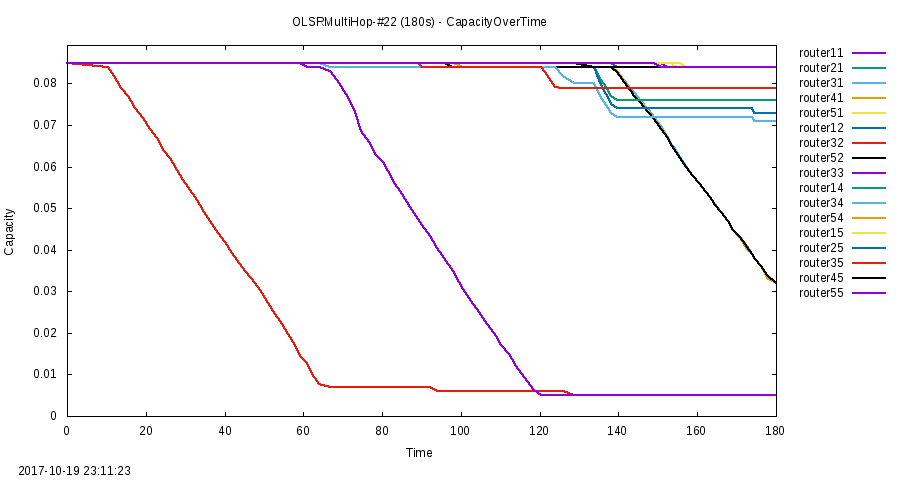 OLSRMultiHop-#22 (180s) - CapacityOverTime
router11
router21
router31
router41
router51
router12
router32
router52
router33
router14
router34
router54
router15
router25
router35
router45
router55
0.08
0.07
0.06
0.05
0.04
0.03
0.02
0.01
0
Capacity
0 20 40 60 80 100 120 140 160 180
Time
2017-10-19 23:11:23